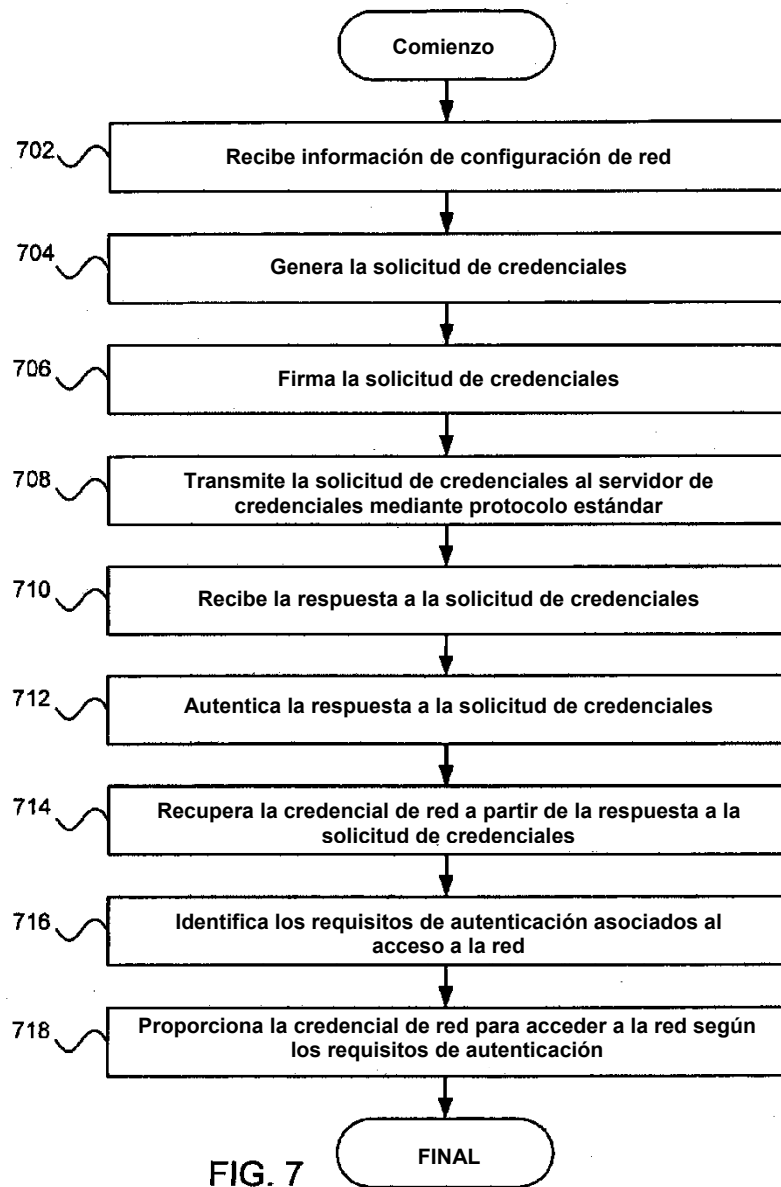 Comienzo
702
Recibe información de configuración de red
704
Genera la solicitud de credenciales
706
Firma la solicitud de credenciales
708
Transmite la solicitud de credenciales al servidor de
credenciales mediante protocolo estándar
710
Recibe la respuesta a la solicitud de credenciales
712
Autentica la respuesta a la solicitud de credenciales
714
Recupera la credencial de red a partir de la respuesta a la
solicitud de credenciales
716
Identifica los requisitos de autenticación asociados al
acceso a la red
718
Proporciona la credencial de red para acceder a la red según
los requisitos de autenticación
FINAL
FIG. 7